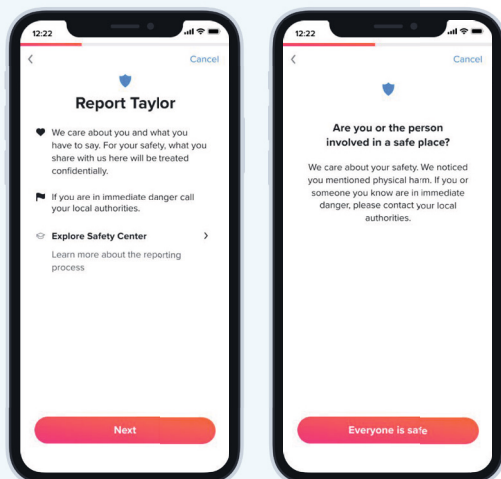 12:22
Cancel
Report Taylor
We care about you and what you
have to say. For your safety, what you
share with us here will be treated
confidentially.
If you are in immediate danger call
your local authorities.
Explore Safety Center
Learn more about the reporting
process
Next
12:22
Cancel
Are you or the person
involved in a safe place?
We care about your safety. We noticed
you mentioned physical harm. If you or
someone you know are in immediate
danger, please contact your local
authorities.
Everyone is safe